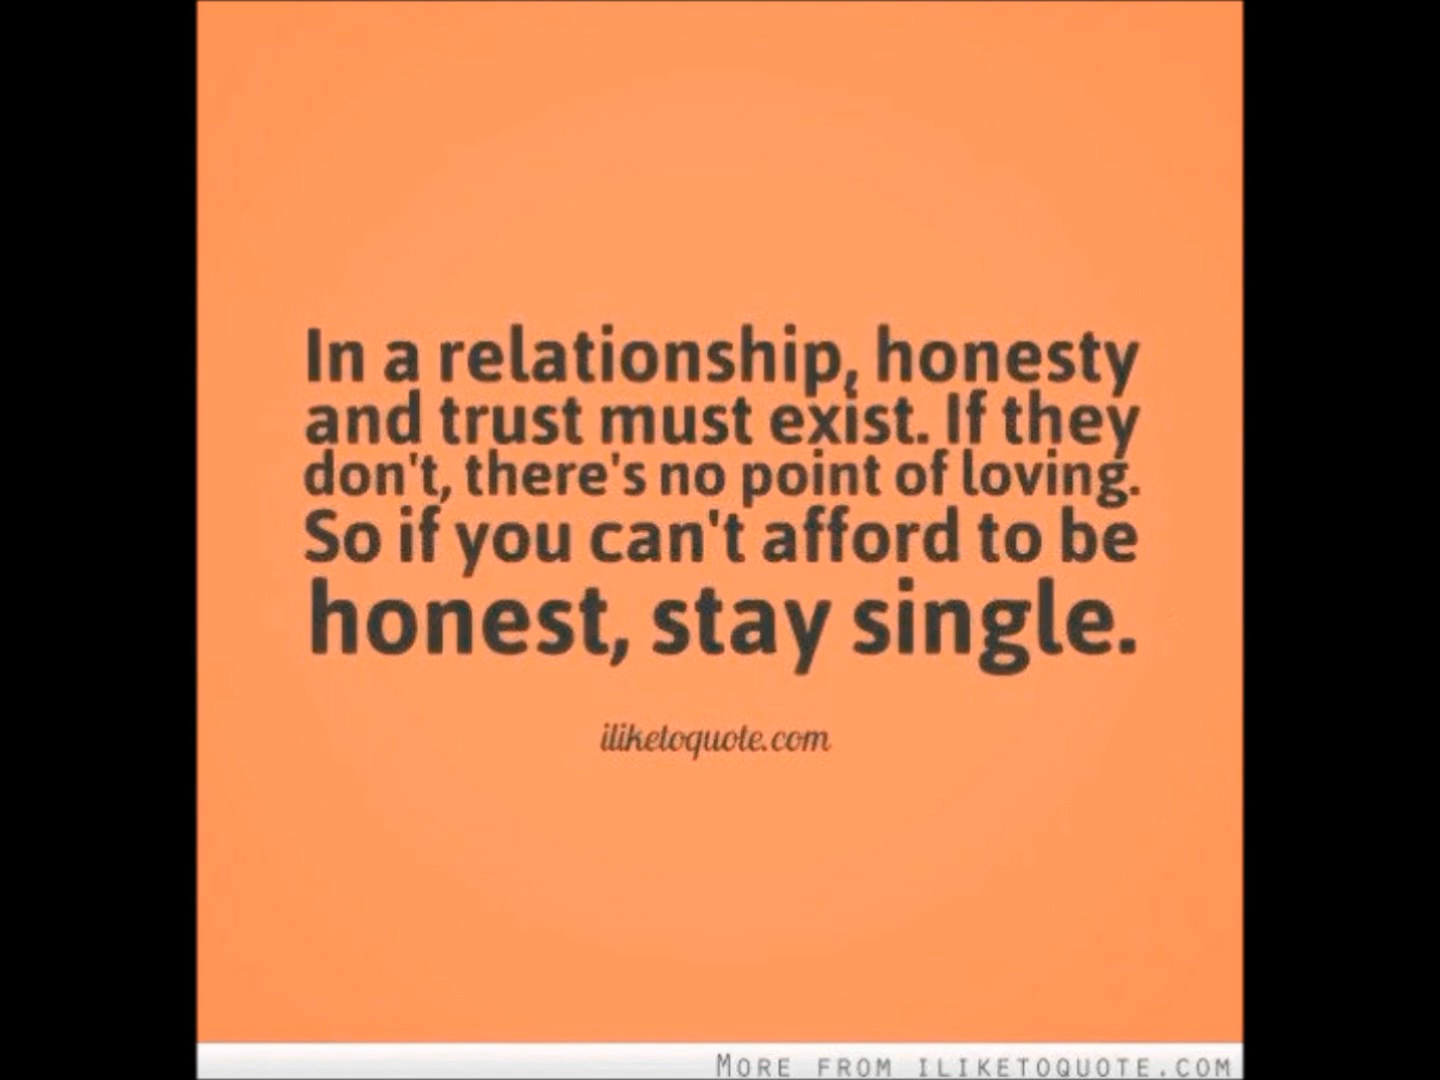 In a relationship, honesty
and trust must exist. If they
don't, there's no point of loving.
So if you can't afford to be
honest, stay single.
iliketoquote.com
More from iliketoquote.com